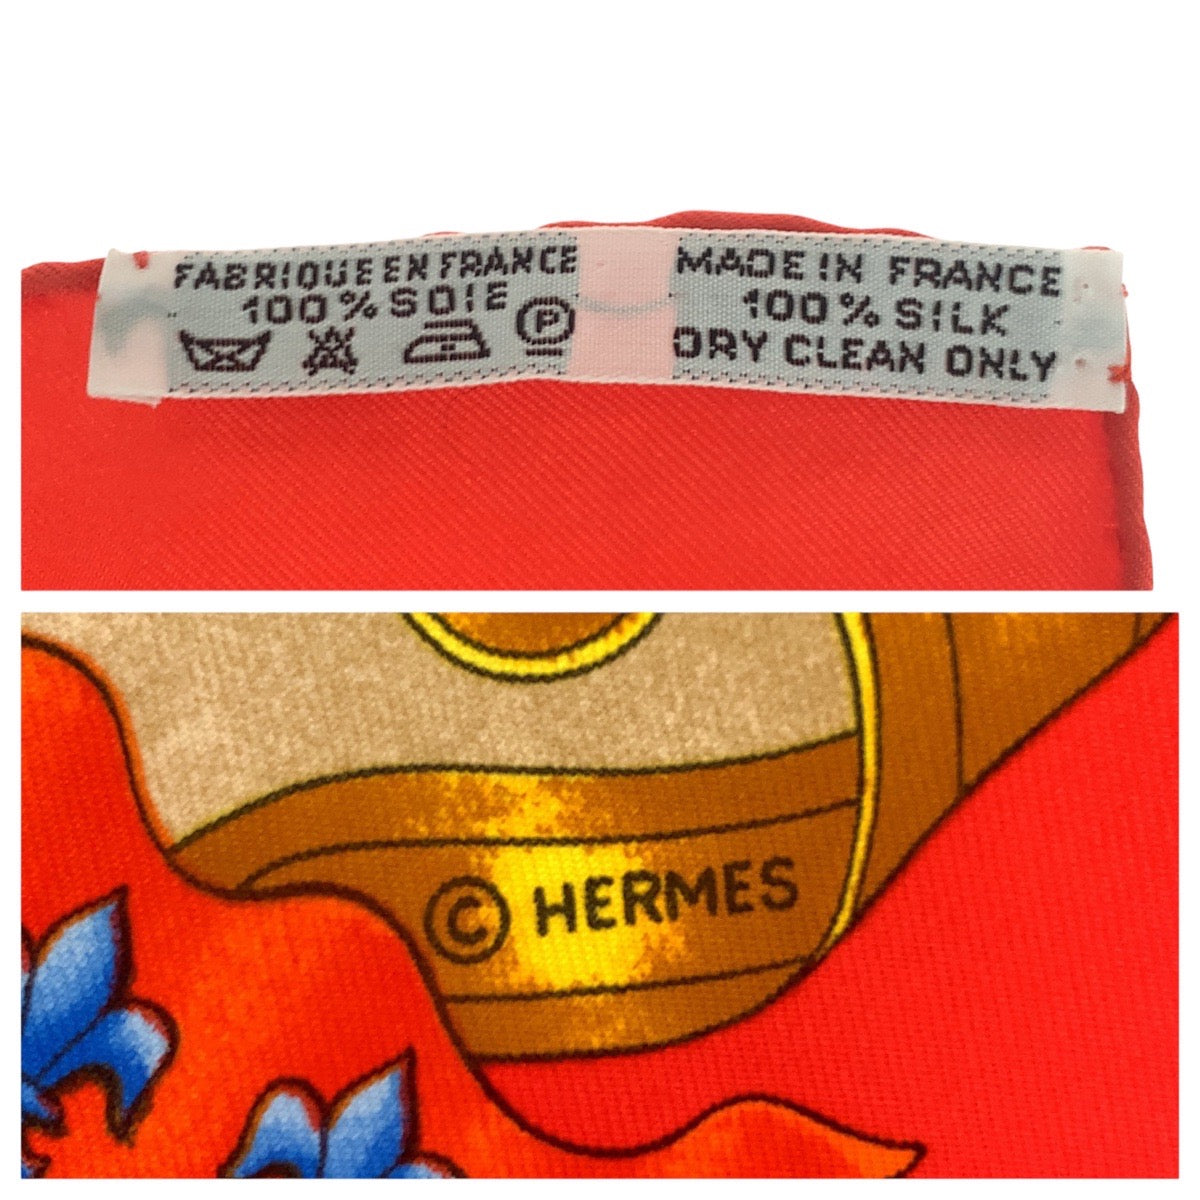 FABRIQUE EN FRANCE
100% SOIE
P
MADE IN FRANCE
100% SILK
DRY CLEAN ONLY
© HERMES